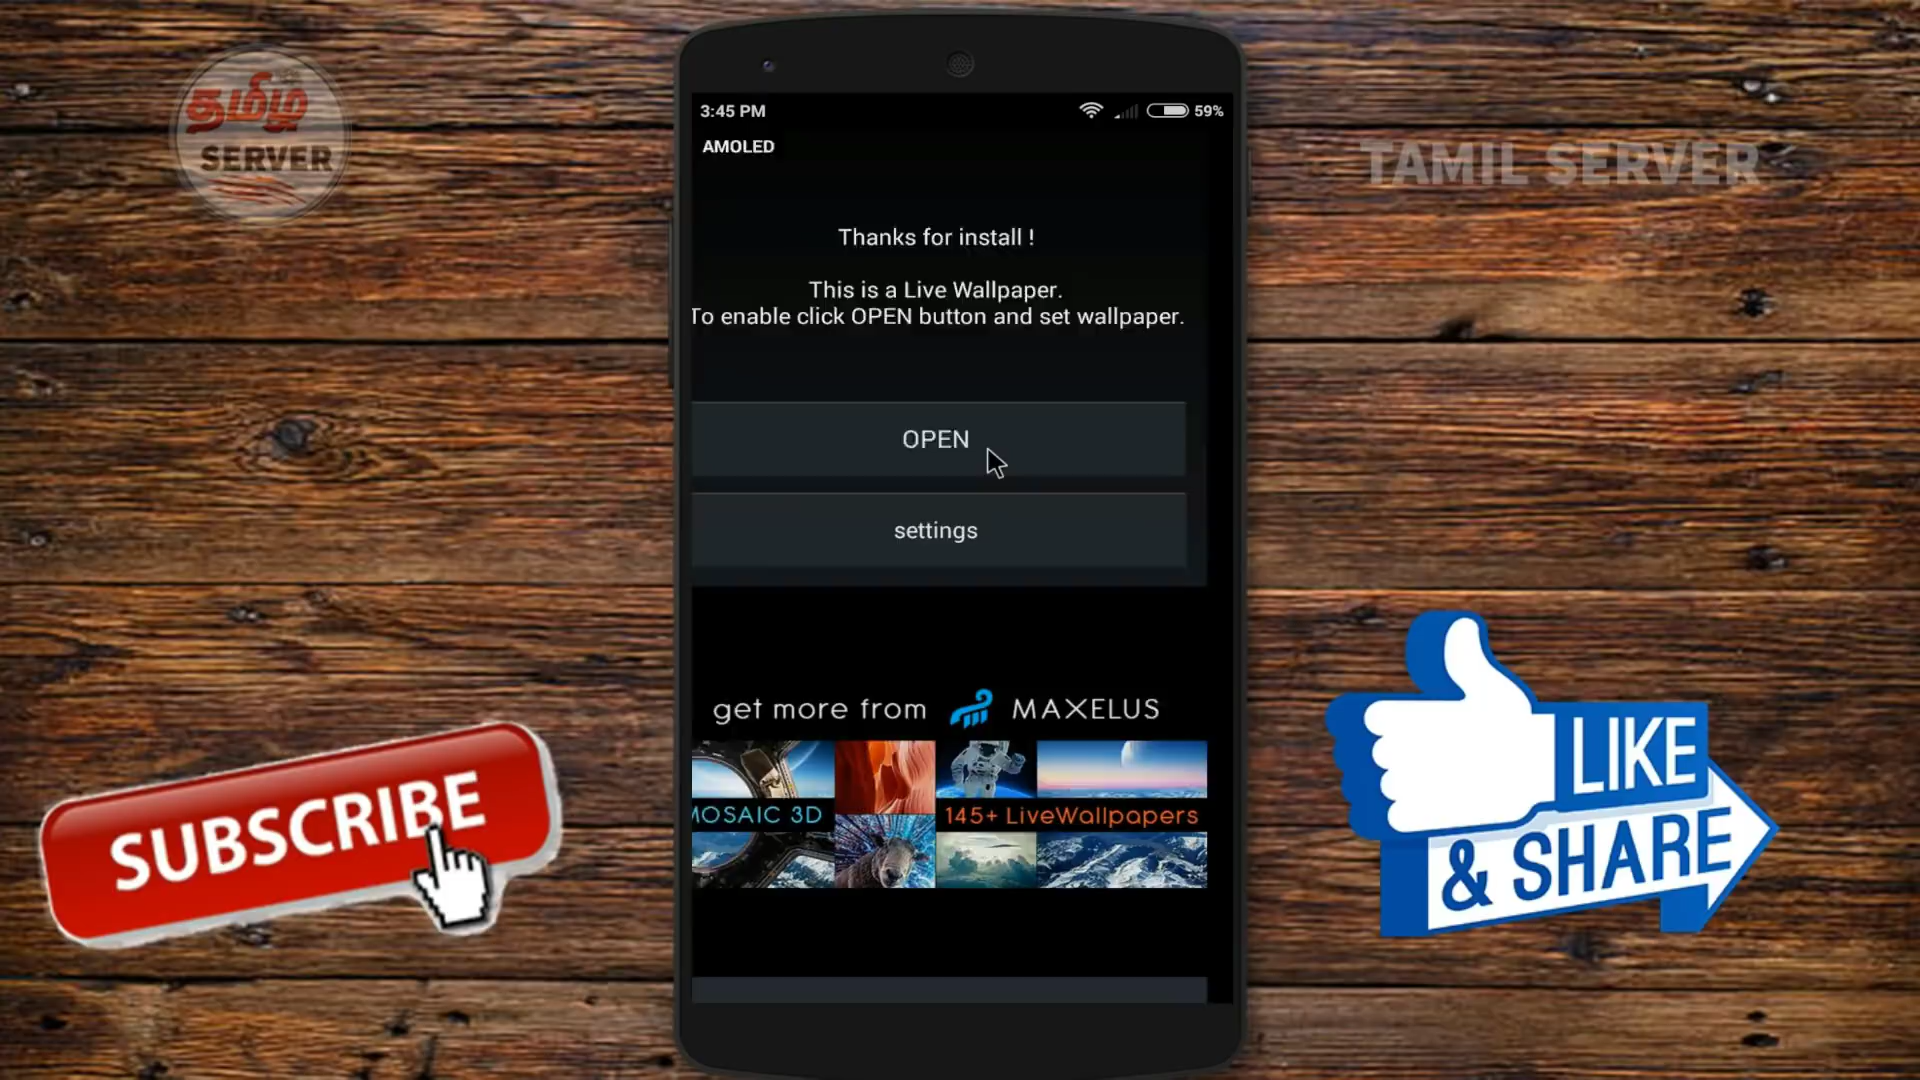 தமிழ்
SERVER
TAMIL SERVER
3:45 PM
59%
AMOLED
Thanks for install !
This is a Live Wallpaper.
To enable click OPEN button and set wallpaper.
OPEN
settings
get more from MAXELUS
MOSAIC 3D
145+ LiveWallpapers
SUBSCRIBE
LIKE
& SHARE